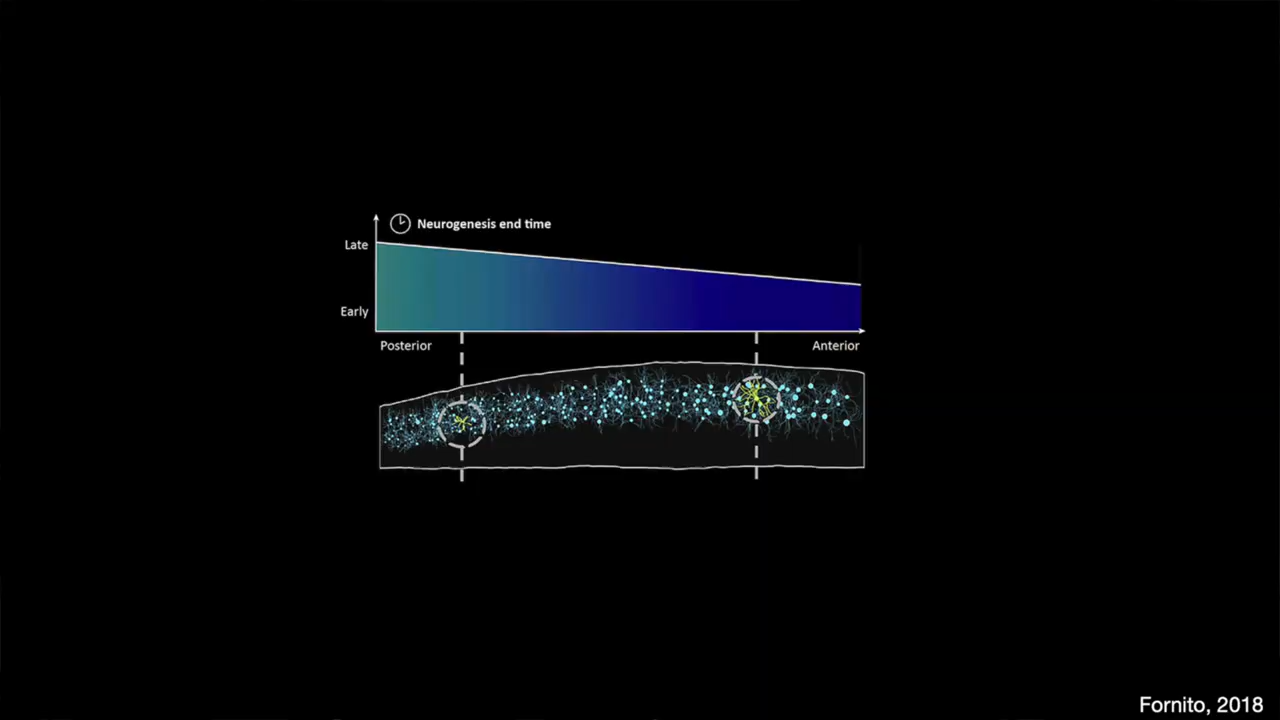 Neurogenesis end time
Late
Early
Posterior
Anterior
Fornito, 2018